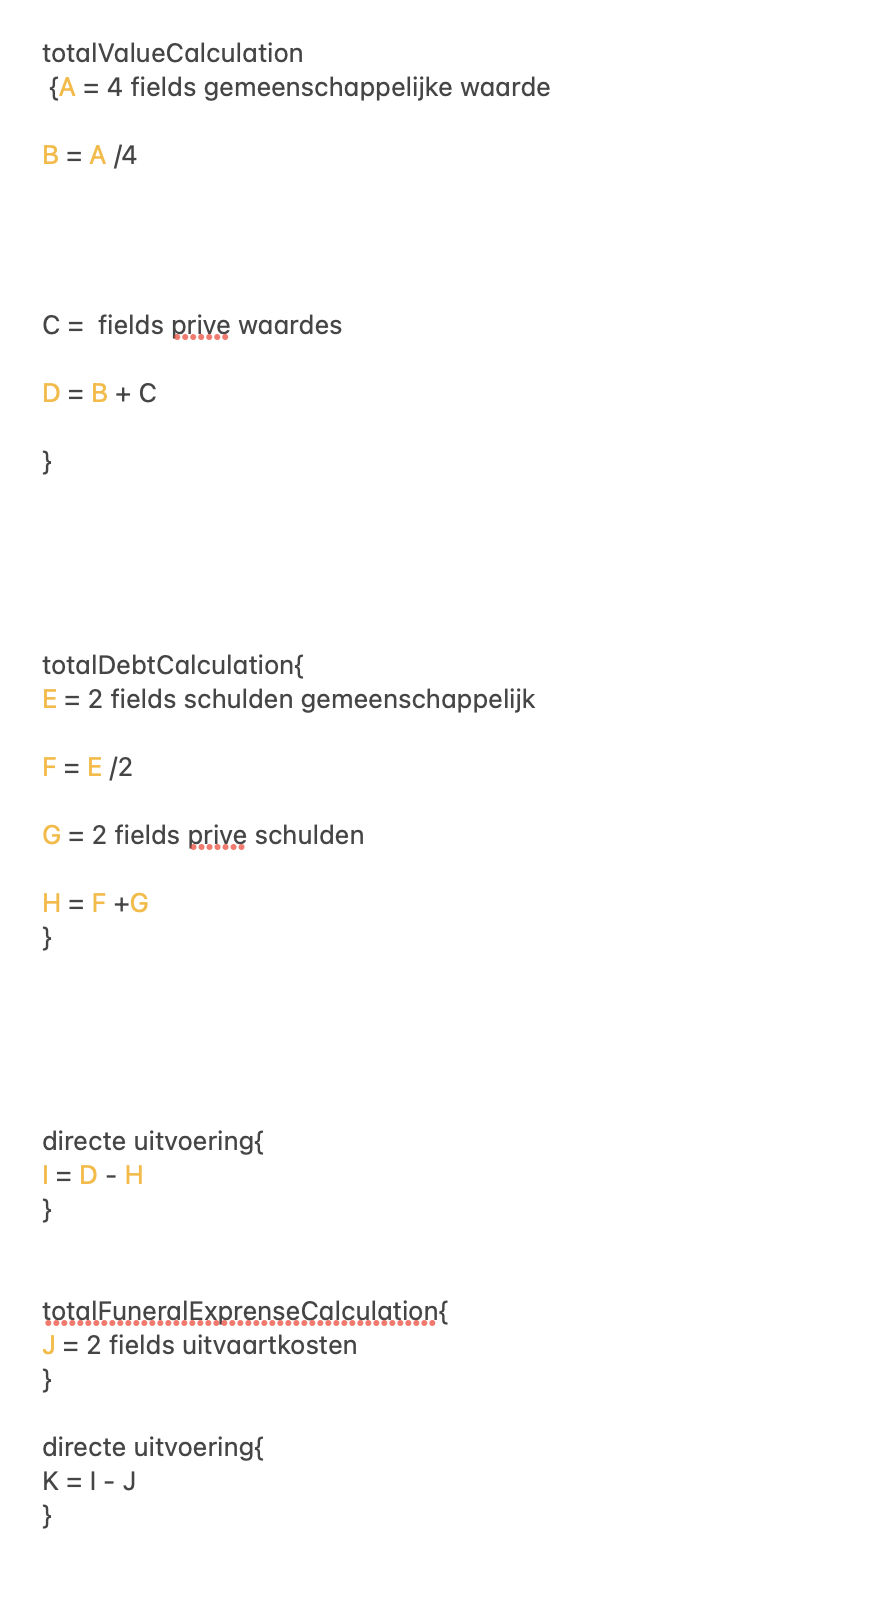 totalValueCalculation
{A = 4 fields gemeenschappelijke waarde
B = A /4
C =  fields prive waardes
D = B + C
}
totalDebtCalculation{
E = 2 fields schulden gemeenschappelijk
F = E /2
G = 2 fields prive schulden
H = F +G
}
directe uitvoering{
I = D - H
}
totalFuneralExprenseCalculation{
J = 2 fields uitvaartkosten
}
directe uitvoering{
K = I - J
}